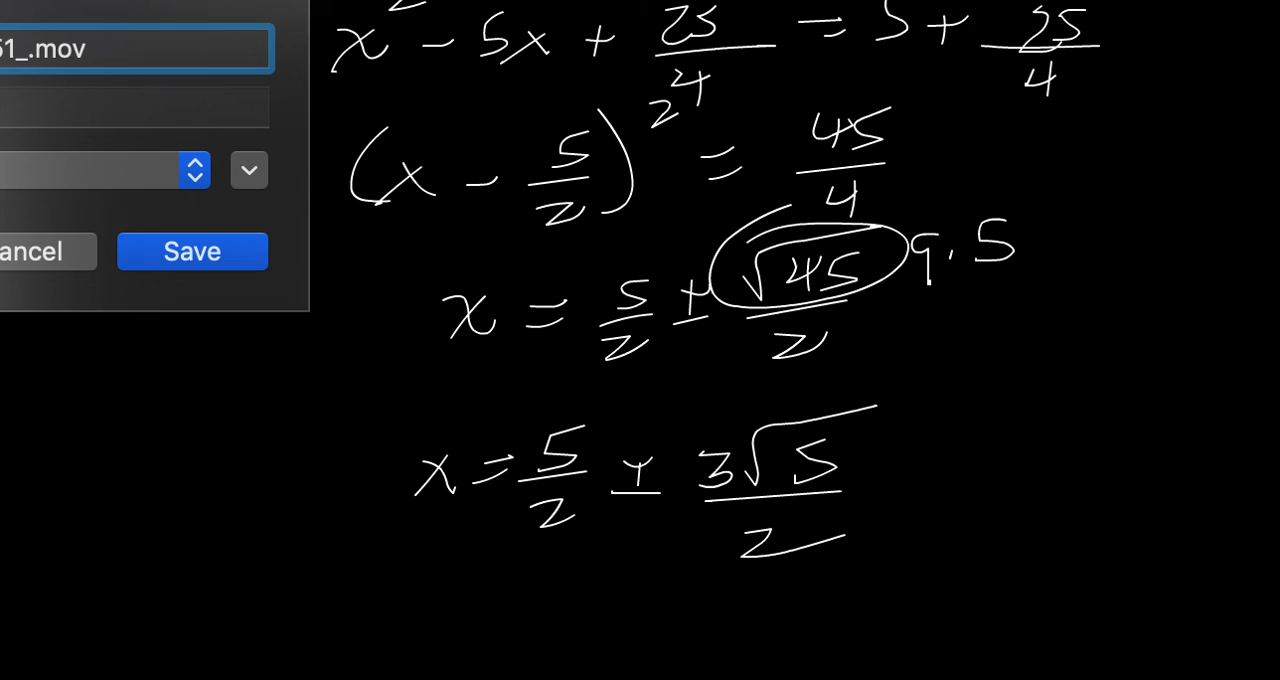 51_.mov
ancel
Save
x² - 5x + 25/4 = 5 + 25/4
(x - 5/2)² = 45/4
x = 5/2 ± √45/2
9.5
x = 5/2 ± 3√5/2